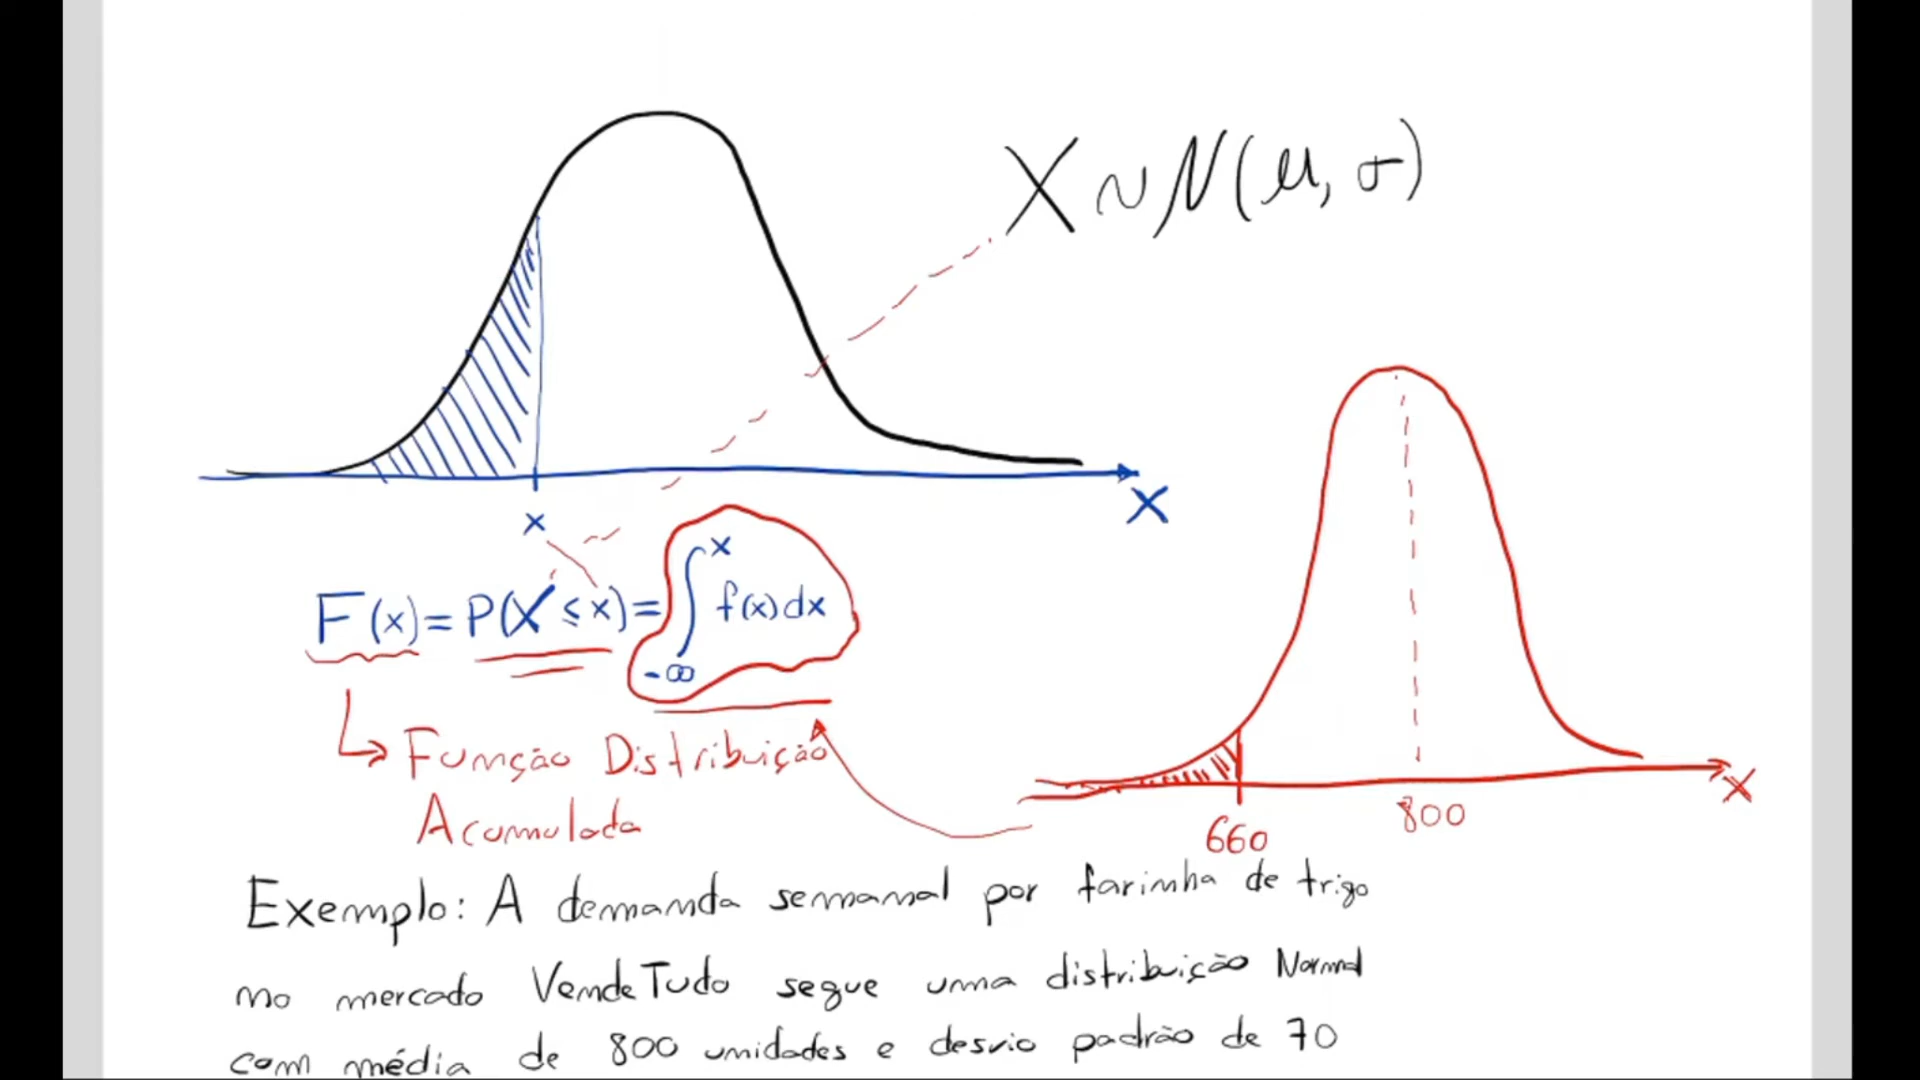 X ~ N(μ, σ)
X
x
F(x) = P(X ≤ x) = ∫ f(x)dx
x
-∞
Função Distribuição
Acumulada
660
800
X
Exemplo: A demanda semanal por farinha de trigo
no mercado VendeTudo segue uma distribuição Normal
com média de 800 unidades e desvio padrão de 70